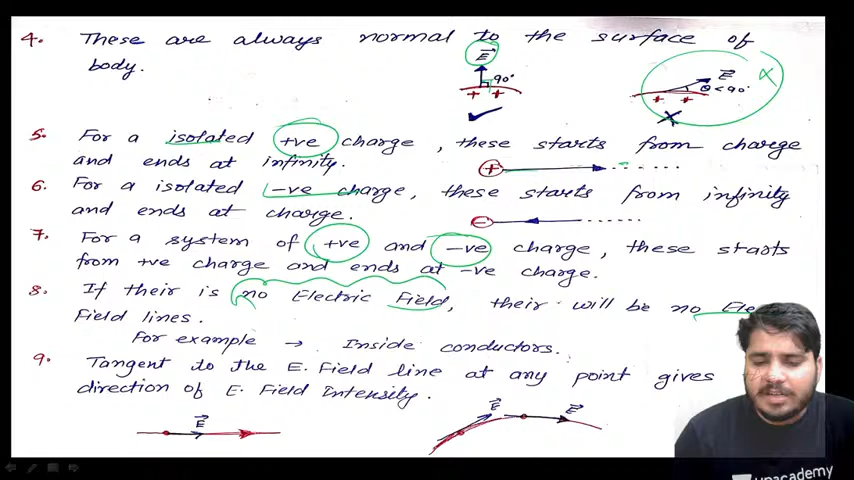 4. These are always normal to the surface of
body.
E
90°
+ +
E
θ < 90°
+ +
5. For a isolated +ve charge, these starts from charge
and ends at infinity.
+
6. For a isolated -ve charge, these starts from infinity
and ends at charge.
-
7. For a system of +ve and -ve charge, these starts
from +ve charge and ends at -ve charge.
8. If their is no Electric Field, their will be no
Field lines.
For example → Inside conductors.
9. Tangent to the E. Field line at any point gives
direction of E. Field Intensity.
E
E
E
unacademy